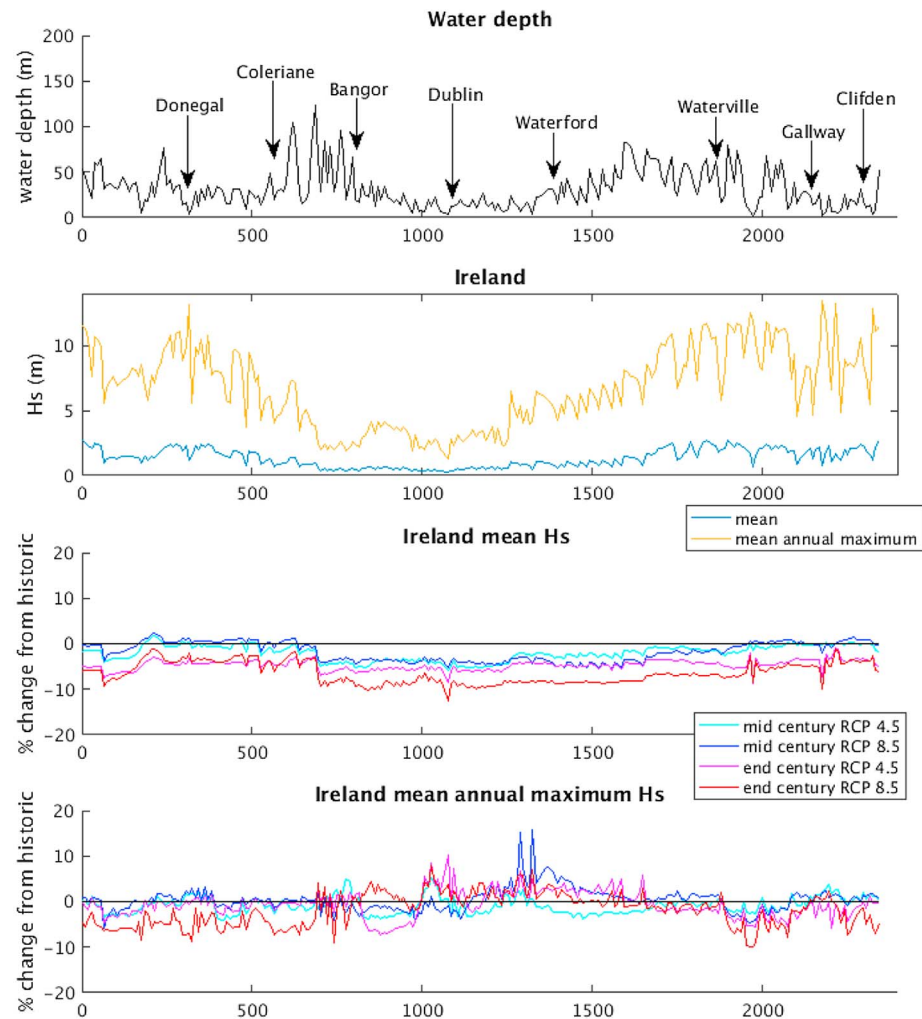 Water depth
water depth (m)
200
150
100
50
0
Donegal
Coleriane
Bangor
Dublin
Waterford
Waterville
Gallway
Clifden
0 500 1000 1500 2000
Ireland
Hs (m)
10
5
0
0 500 1000 1500 2000
mean
mean annual maximum
Ireland mean Hs
% change from historic
20
10
0
-10
-20
0 500 1000 1500 2000
mid century RCP 4.5
mid century RCP 8.5
end century RCP 4.5
end century RCP 8.5
Ireland mean annual maximum Hs
% change from historic
20
10
0
-10
-20
0 500 1000 1500 2000